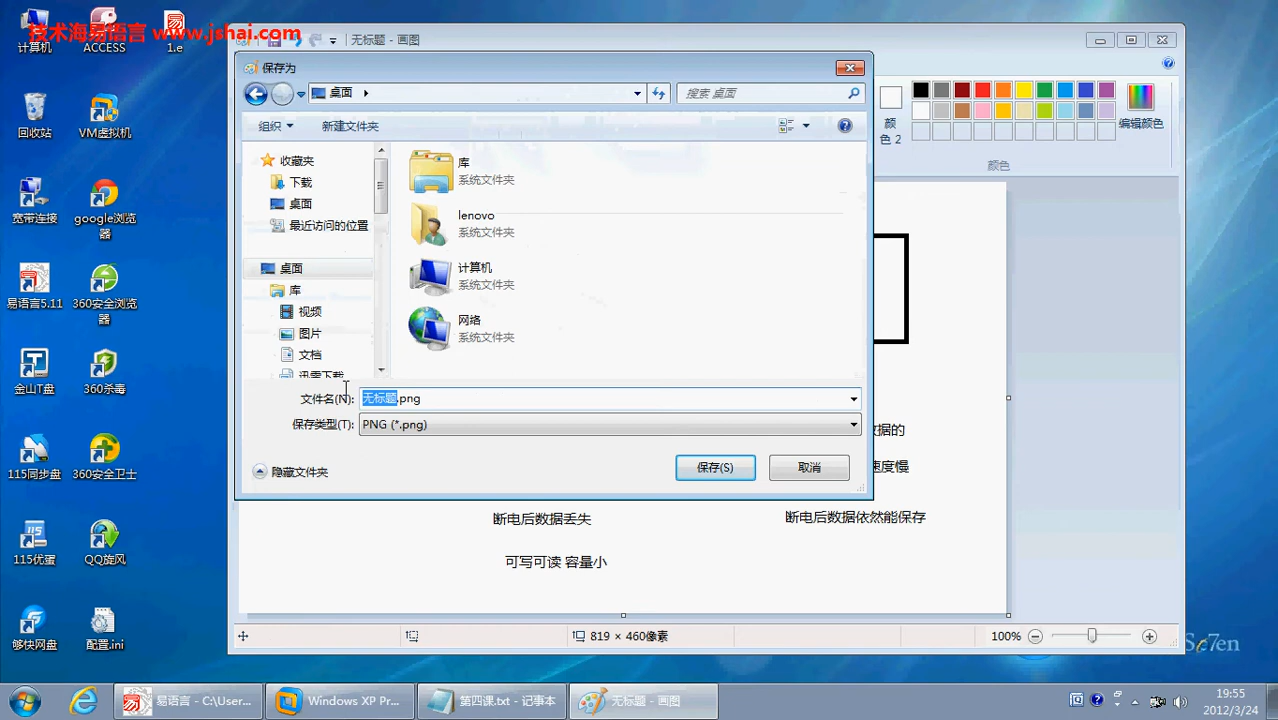 技术海易语言 www.jshai.com
计算机
ACCESS
1.e
回收站
VM虚拟机
宽带连接
google浏览器
易语言5.11
360安全浏览器
金山T盘
360杀毒
115同步盘
360安全卫士
115优蛋
QQ旋风
够快网盘
配置.ini
无标题 - 画图
保存为
桌面
搜索 桌面
组织
新建文件夹
收藏夹
下载
桌面
最近访问的位置
桌面
库
视频
图片
文档
迅雷下载
库
系统文件夹
lenovo
系统文件夹
计算机
系统文件夹
网络
系统文件夹
文件名(N):
无标题.png
保存类型(T):
PNG (*.png)
隐藏文件夹
保存(S)
取消
颜
色 2
编辑颜色
颜色
据的
速度慢
断电后数据丢失
断电后数据依然能保存
可写可读 容量小
819 × 460像素
100%
Se7en
易语言 - C:\User...
Windows XP Pr...
第四课.txt - 记事本
无标题 - 画图
19:55
2012/3/24